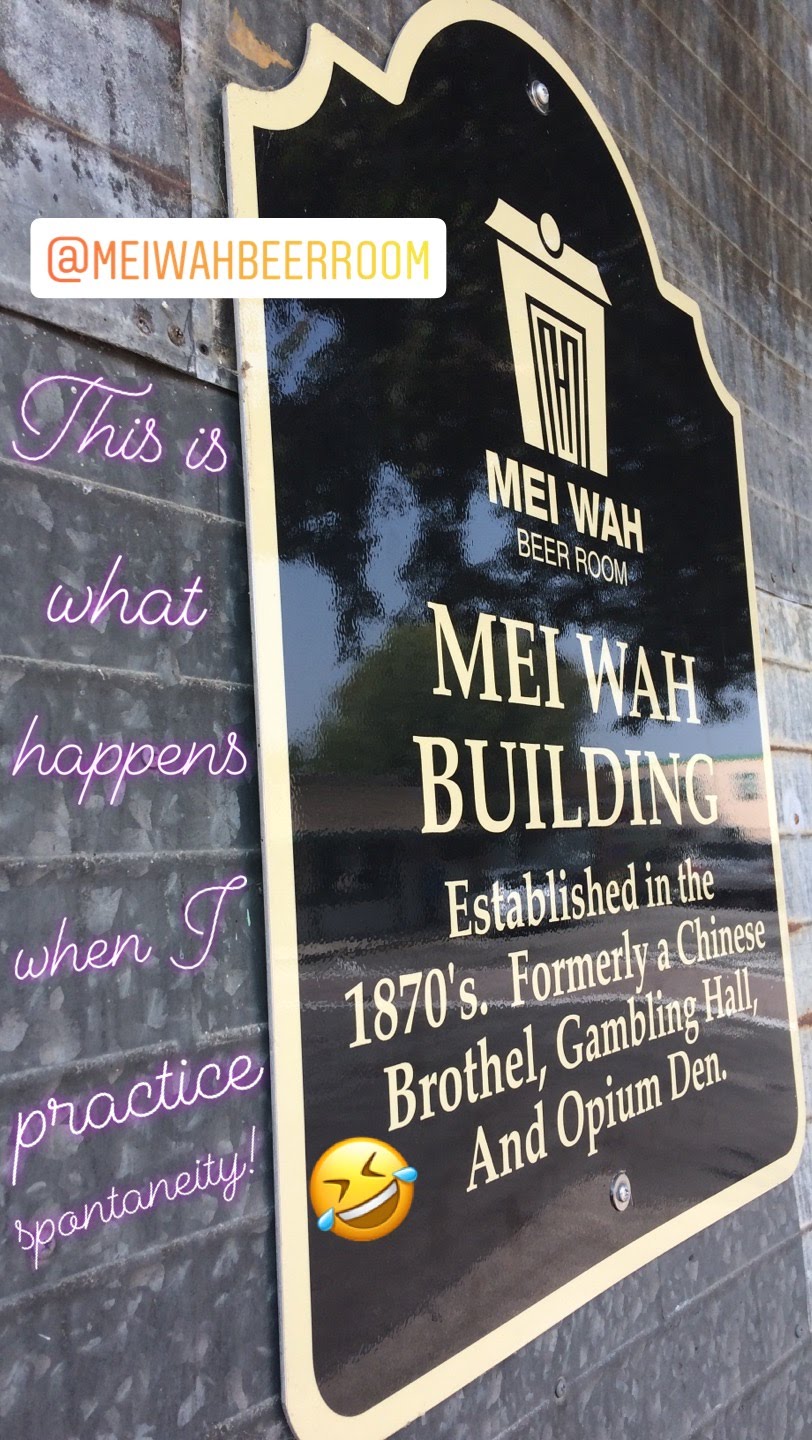 @MEIWAHBEERROOM
This is
what
happens
when I
practice
spontaneity!
MEI WAH
BEER ROOM
MEI WAH
BUILDING
Established in the
1870's. Formerly a Chinese
Brothel, Gambling Hall,
And Opium Den.